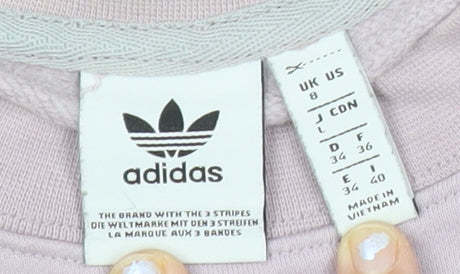 adidas
THE BRAND WITH THE 3 STRIPES
DIE WELTMARKE MIT DEN 3 STREIFEN
LA MARQUE AUX 3 BANDES
UK US
8
J CDN
L
D F
34 36
E I
34 40
MADE IN
VIETNAM